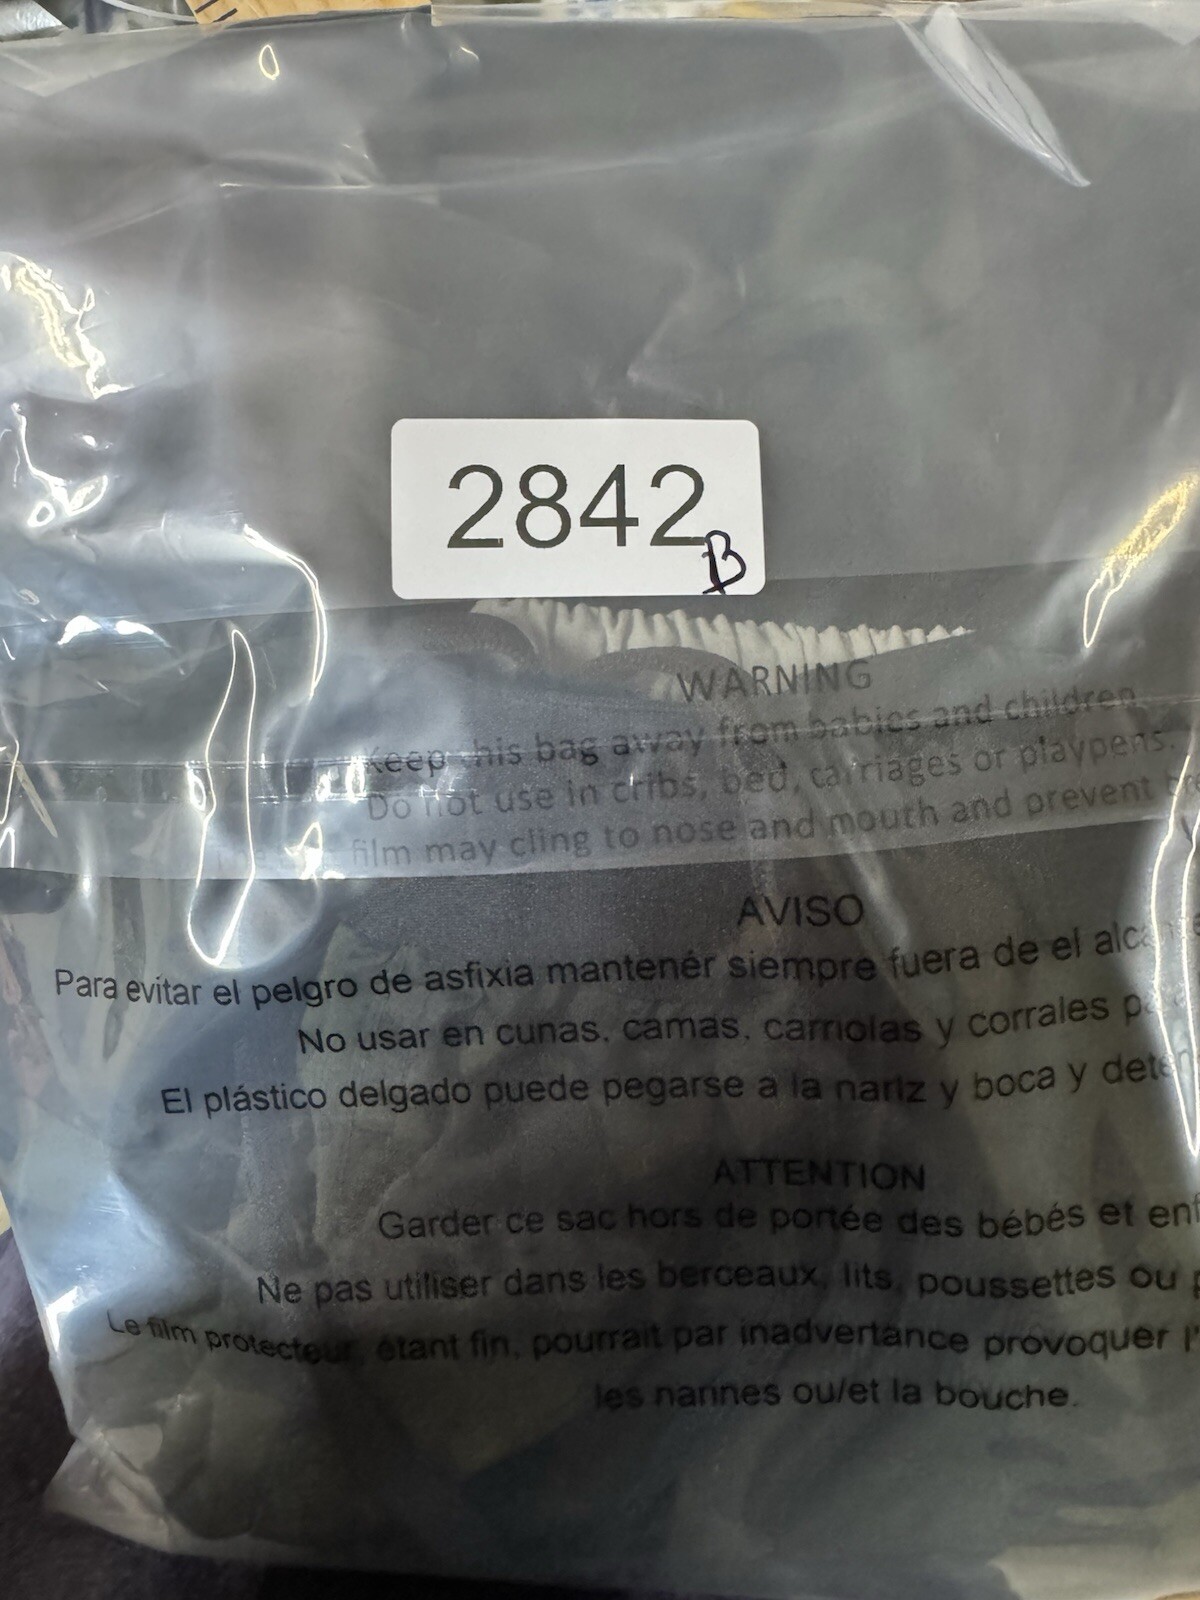 2842
B
WARNING
Keep this bag away from babies and children.
Do not use in cribs, bed, carriages or playpens.
film may cling to nose and mouth and prevent
AVISO
Para evitar el pelgro de asfixia mantenér siempre fuera de el alcance
No usar en cunas, camas, carriolas y corrales
El plástico delgado puede pegarse a la nariz y boca y
ATTENTION
Garder ce sac hors de portée des bébés et
Ne pas utiliser dans les berceaux, lits, poussettes ou
Le film protecteur, étant fin, pourrait par inadvertance provoquer
les narines ou/et la bouche.